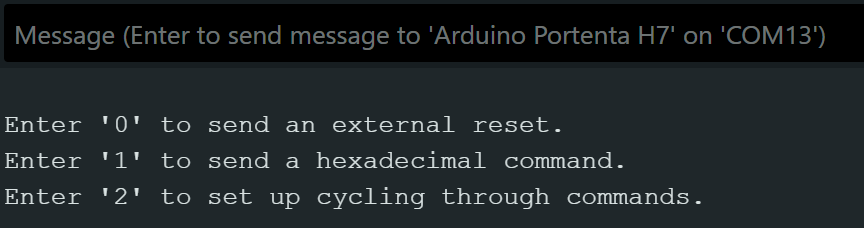 Message (Enter to send message to 'Arduino Portenta H7' on 'COM13')
Enter '0' to send an external reset.
Enter '1' to send a hexadecimal command.
Enter '2' to set up cycling through commands.